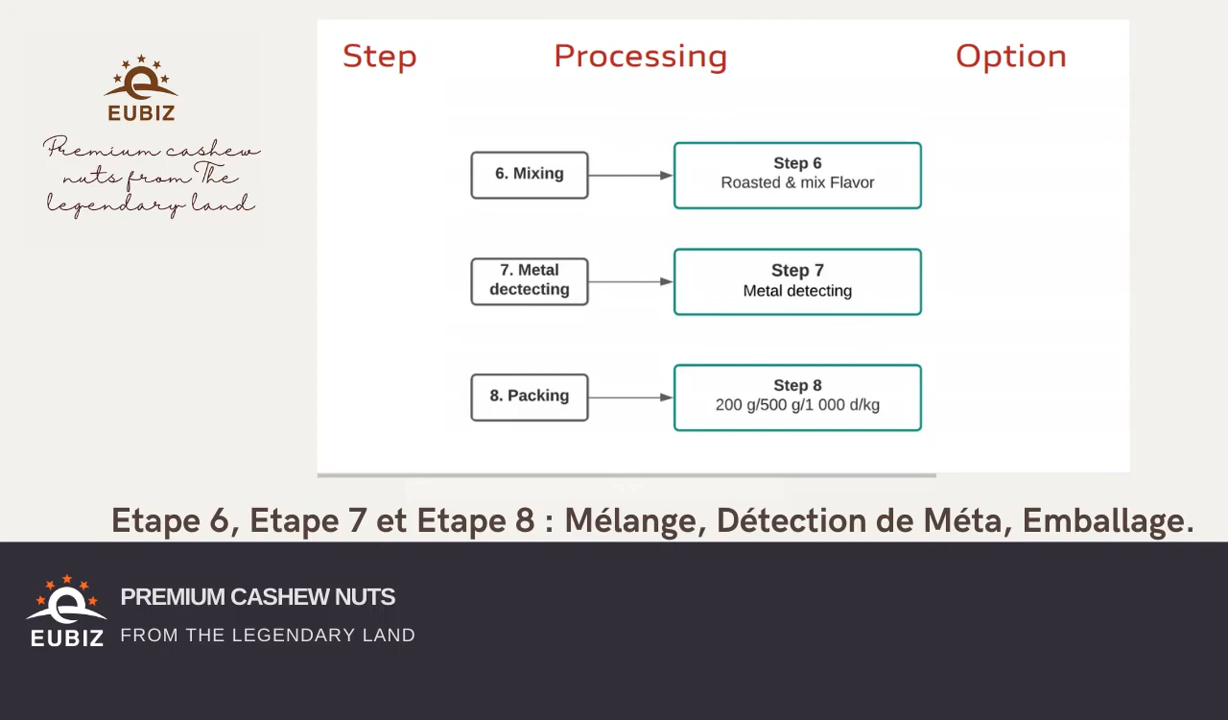 EUBIZ
Premium cashew
nuts from The
legendary land
Step Processing Option
6. Mixing
Step 6
Roasted & mix Flavor
7. Metal
dectecting
Step 7
Metal detecting
8. Packing
Step 8
200 g/500 g/1 000 d/kg
Etape 6, Etape 7 et Etape 8 : Mélange, Détection de Méta, Emballage.
EUBIZ
PREMIUM CASHEW NUTS
FROM THE LEGENDARY LAND